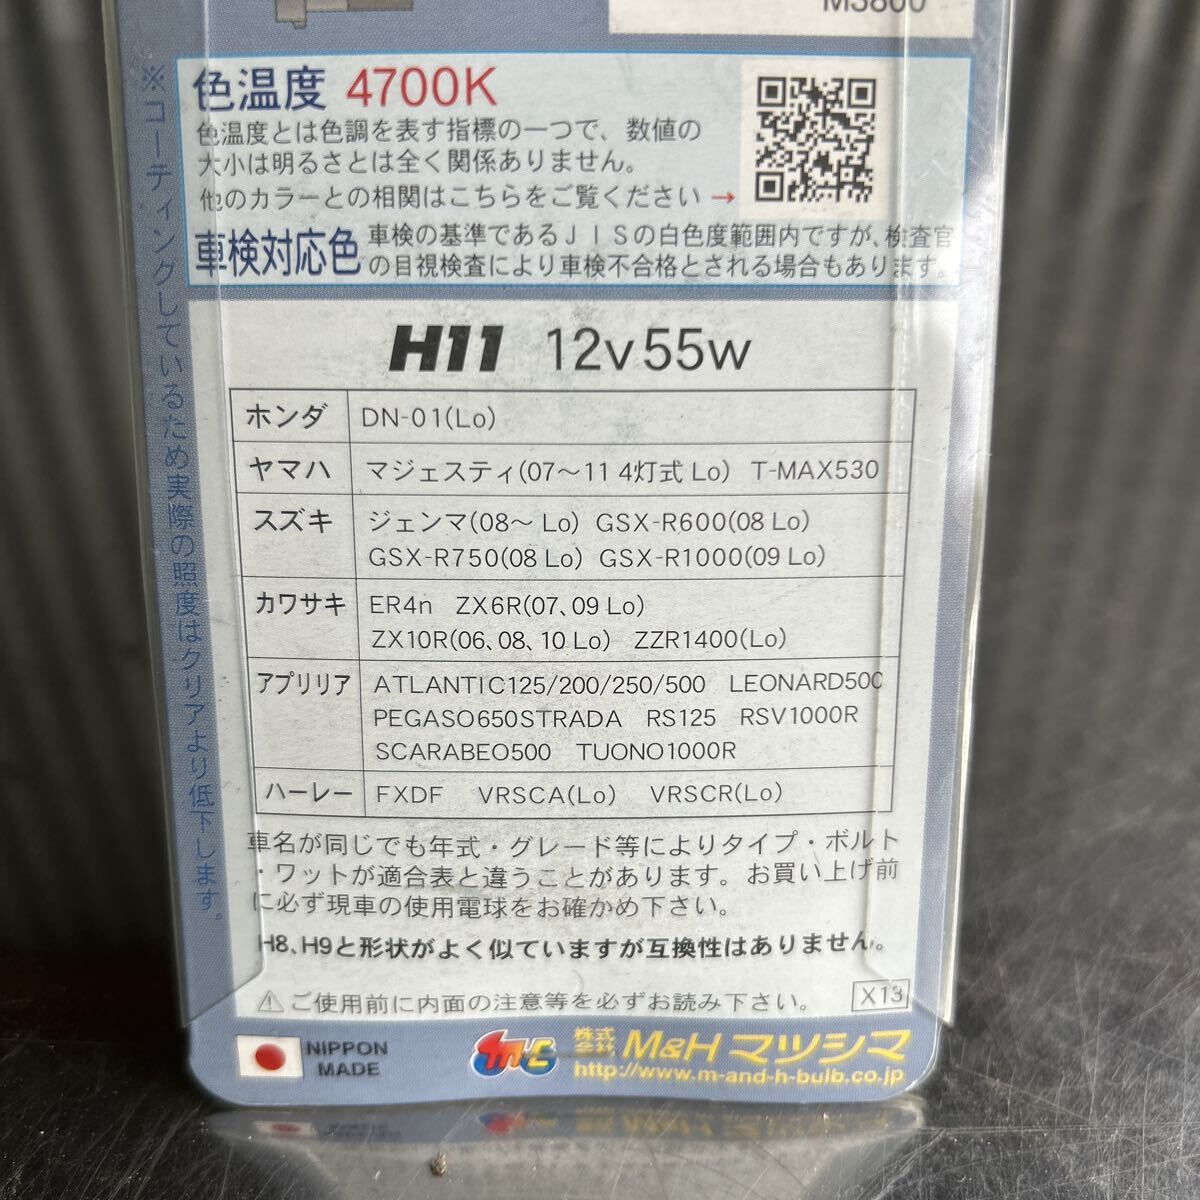 色温度 4700K
色温度とは色調を表す指標の一つで、数値の
大小は明るさとは全く関係ありません。
他のカラーとの相関はこちらをご覧ください→
車検対応色 車検の基準であるJISの白色度範囲内ですが、検査官
の目視検査により車検不合格とされる場合もあります。
※コーティングしているため実際の照度はクリアより低下します。
H11 12v55w
ホンダ DN-01(Lo)
ヤマハ マジェスティ(07～11 4灯式 Lo) T-MAX530
スズキ ジェンマ(08～ Lo) GSX-R600(08 Lo)
GSX-R750(08 Lo) GSX-R1000(09 Lo)
カワサキ ER4n ZX6R(07、09 Lo)
ZX10R(06、08、10 Lo) ZZR1400(Lo)
アプリリア ATLANTIC125/200/250/500 LEONARD500
PEGASO650STRADA RS125 RSV1000R
SCARABEO500 TUONO1000R
ハーレー FXDF VRSCA(Lo) VRSCR(Lo)
車名が同じでも年式・グレード等によりタイプ・ボルト
・ワットが適合表と違うことがあります。お買い上げ前
に必ず現車の使用電球をお確かめ下さい。
H8、H9と形状がよく似ていますが互換性はありません。
⚠ご使用前に内面の注意等を必ずお読み下さい。 X13
NIPPON
MADE
株式会社 M&H マツシマ
http://www.m-and-h-bulb.co.jp